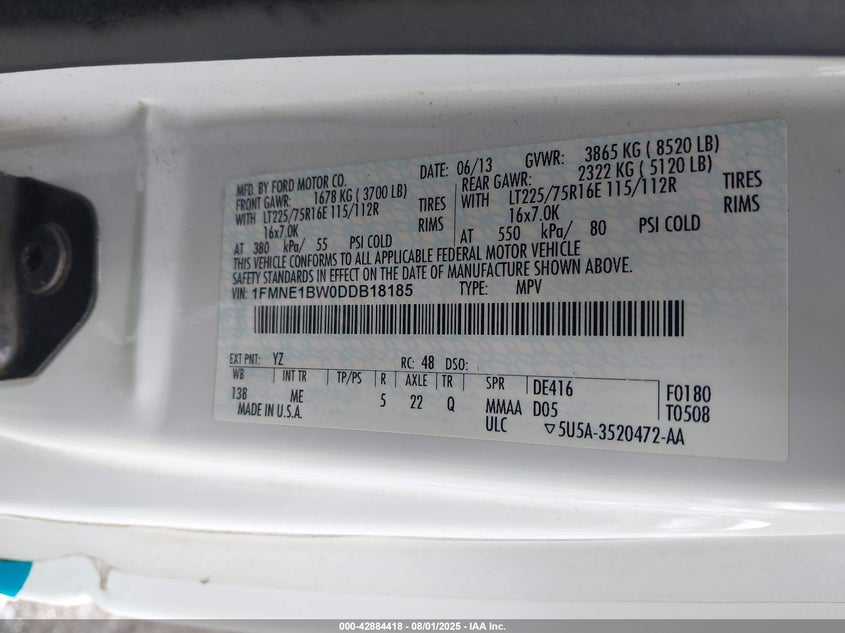 MFD. BY FORD MOTOR CO. DATE: 06/13 GVWR: 3865 KG ( 8520 LB)
FRONT GAWR: 1678 KG ( 3700 LB) REAR GAWR: 2322 KG ( 5120 LB)
WITH LT225/75R16E 115/112R TIRES WITH LT225/75R16E 115/112R TIRES
16x7.0K RIMS 16x7.0K RIMS
AT 380 kPa/ 55 PSI COLD AT 550 kPa/ 80 PSI COLD
THIS VEHICLE CONFORMS TO ALL APPLICABLE FEDERAL MOTOR VEHICLE
SAFETY STANDARDS IN EFFECT ON THE DATE OF MANUFACTURE SHOWN ABOVE.
VIN: 1FMNE1BW0DDB18185 TYPE: MPV
EXT PNT: YZ RC: 48 DSO:
WB INT TR TP/PS R AXLE TR SPR DE416 F0180
138 ME 5 22 Q MMAA D05 T0508
MADE IN U.S.A. ULC ▽5U5A-3520472-AA
000-42884418 - 08/01/2025 - IAA Inc.